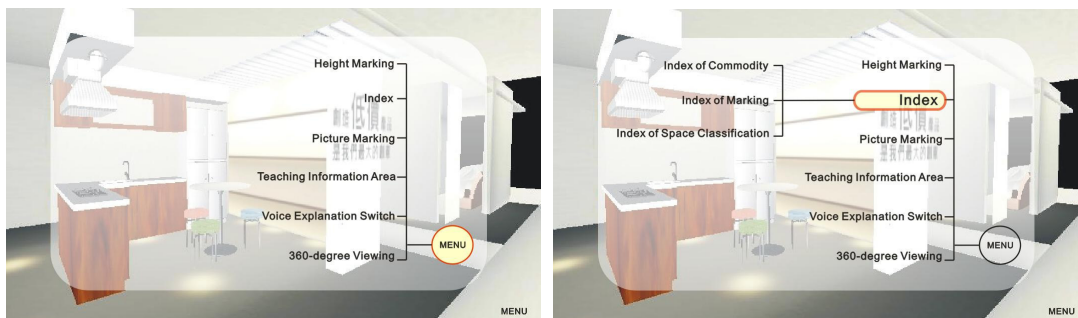 Height Marking
Index
Picture Marking
Teaching Information Area
Voice Explanation Switch
360-degree Viewing
MENU
MENU
Index of Commodity
Index of Marking
Index of Space Classification
Height Marking
Index
Picture Marking
Teaching Information Area
Voice Explanation Switch
360-degree Viewing
MENU
MENU